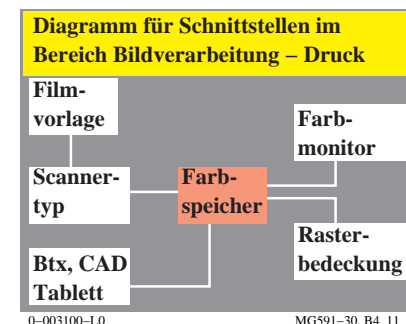 Diagramm für Schnittstellen im
Bereich Bildverarbeitung – Druck
Film-
vorlage
Farb-
monitor
Scanner-
typ
Farb-
speicher
Raster-
bedeckung
Btx, CAD
Tablett
0–003100–L0
MG591–30, B4_11